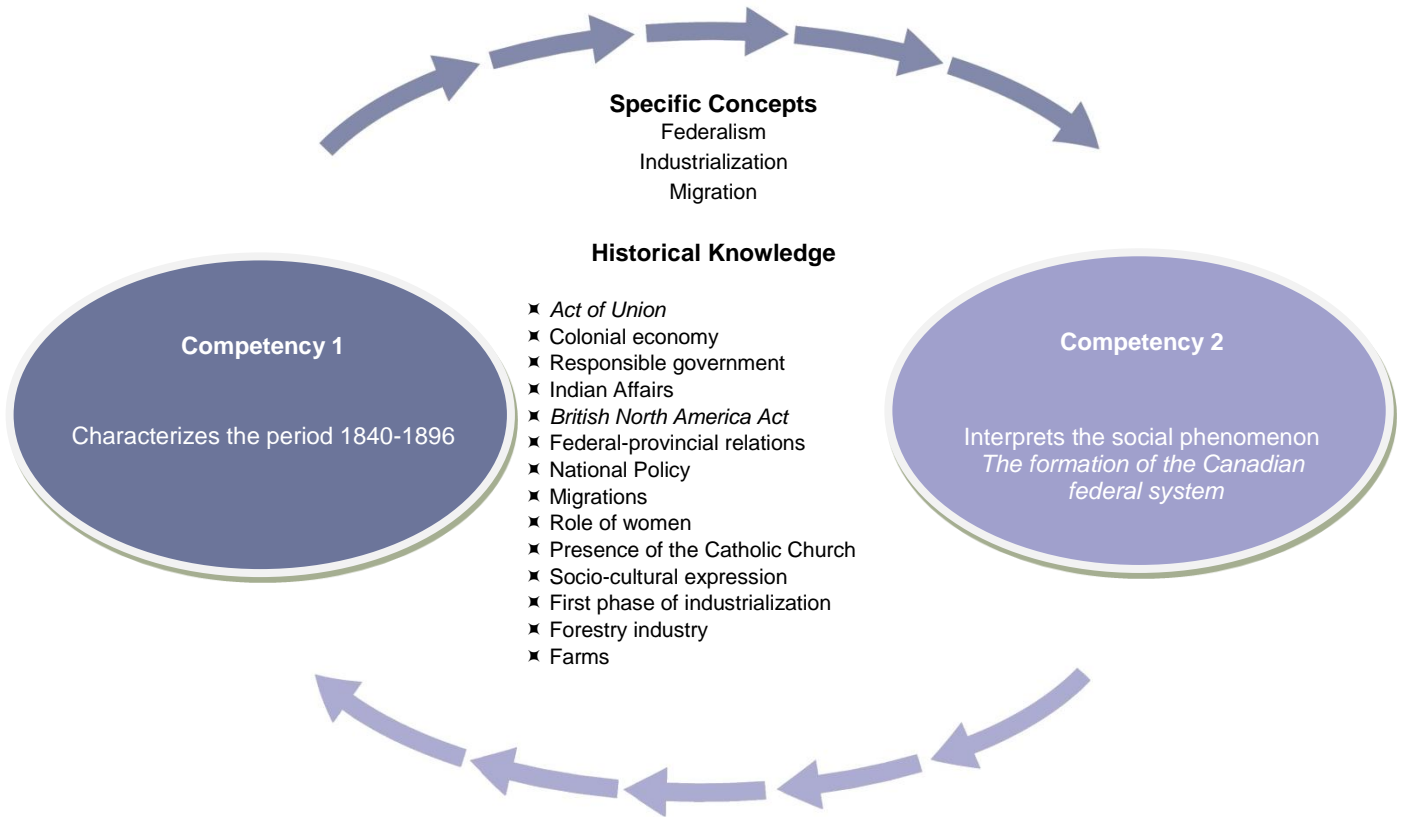 Specific Concepts
Federalism
Industrialization
Migration
Historical Knowledge
Act of Union
Colonial economy
Responsible government
Indian Affairs
British North America Act
Federal-provincial relations
National Policy
Migrations
Role of women
Presence of the Catholic Church
Socio-cultural expression
First phase of industrialization
Forestry industry
Farms
Competency 1
Characterizes the period 1840-1896
Competency 2
Interprets the social phenomenon
The formation of the Canadian
federal system